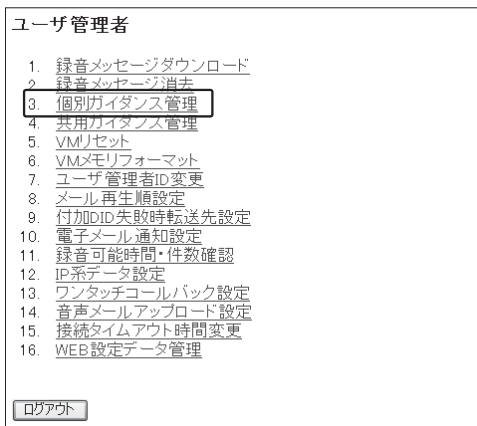 ユーザ管理者
1. 録音メッセージダウンロード
2. 録音メッセージ消去
3. 個別ガイダンス管理
4. 共用ガイダンス管理
5. VMリセット
6. VMメモリフォーマット
7. ユーザ管理者ID変更
8. メール再生順設定
9. 付加DID失敗時転送先設定
10. 電子メール通知設定
11. 録音可能時間・件数確認
12. IP系データ設定
13. ワンタッチコールバック設定
14. 音声メールアップロード設定
15. 接続タイムアウト時間変更
16. WEB設定データ管理
ログアウト